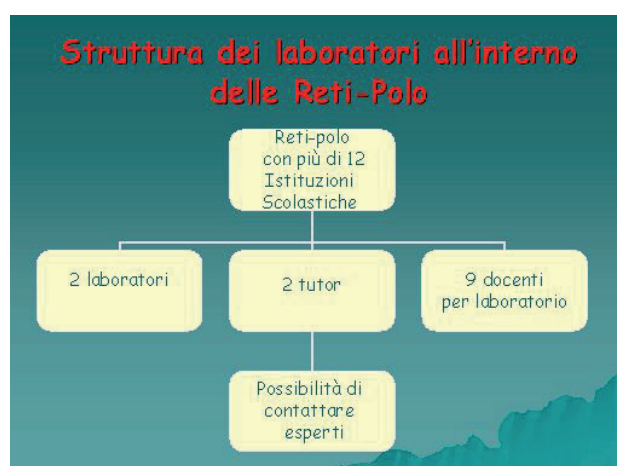 Struttura dei laboratori all'interno
delle Reti-Polo
Reti-polo
con più di 12
Istituzioni
Scolastiche
2 laboratori
2 tutor
9 docenti
per laboratorio
Possibilità di
contattare
esperti